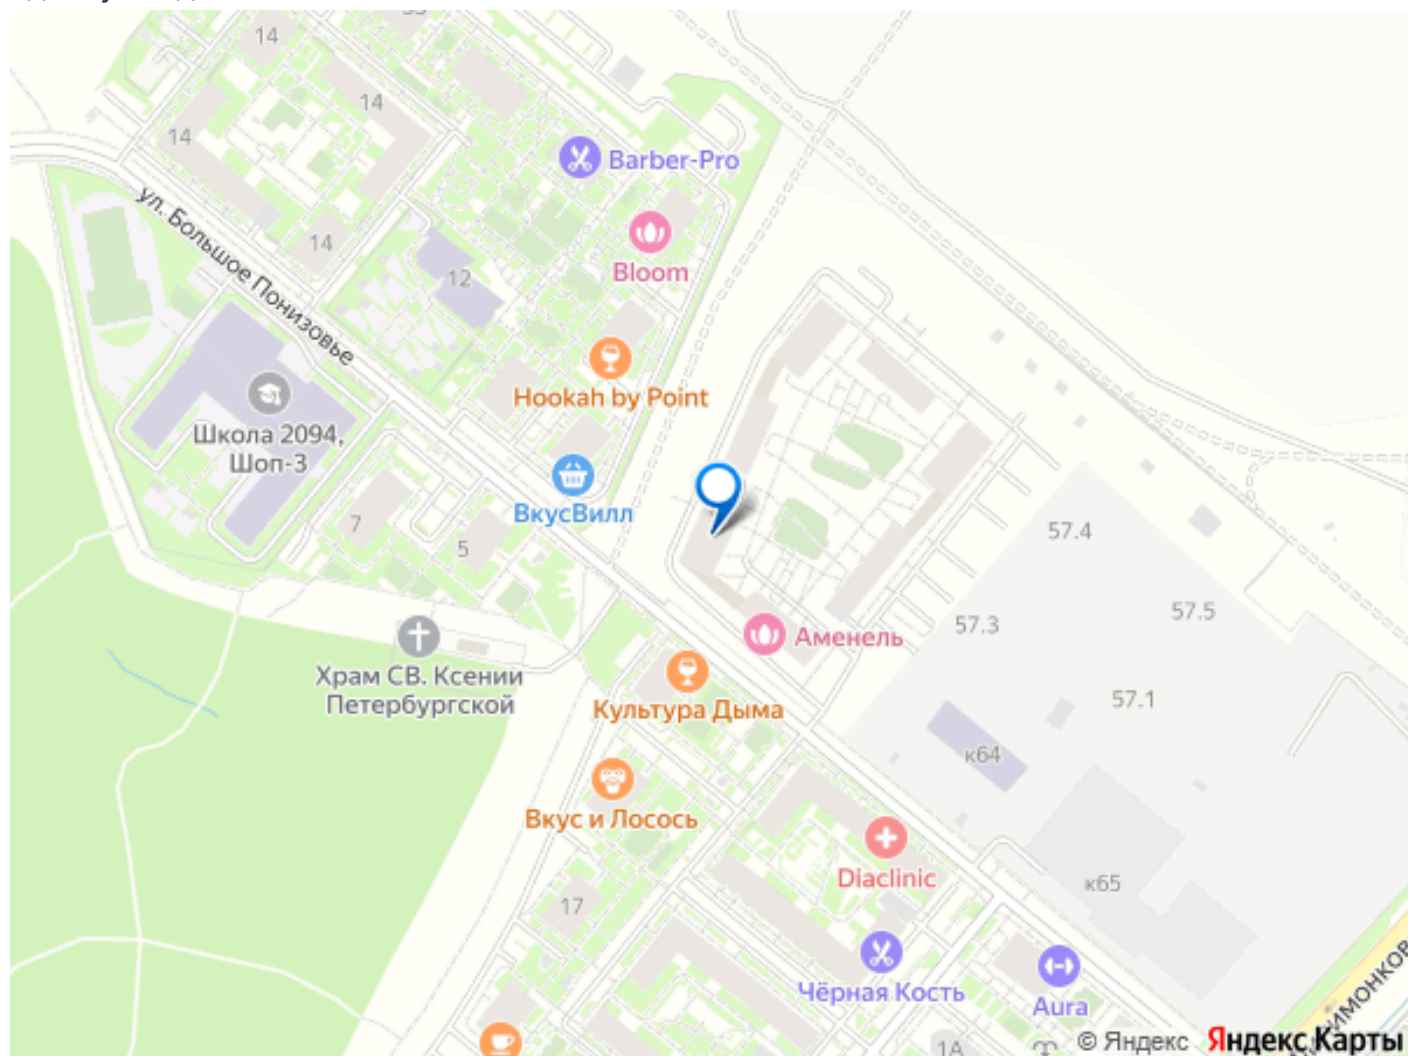 14
14
14
Barber-Pro
ул. Большое Понизовье
14
Bloom
12
Hookah by Point
Школа 2094,
Шоп-3
ВкусВилл
7
5
57.4
57.3
57.5
Аменель
Храм СВ. Ксении
Петербургской
Культура Дыма
57.1
к64
Вкус и Лосось
Diaclinic
к65
17
Чёрная Кость
Aura
1А
© Яндекс Яндекс Карты